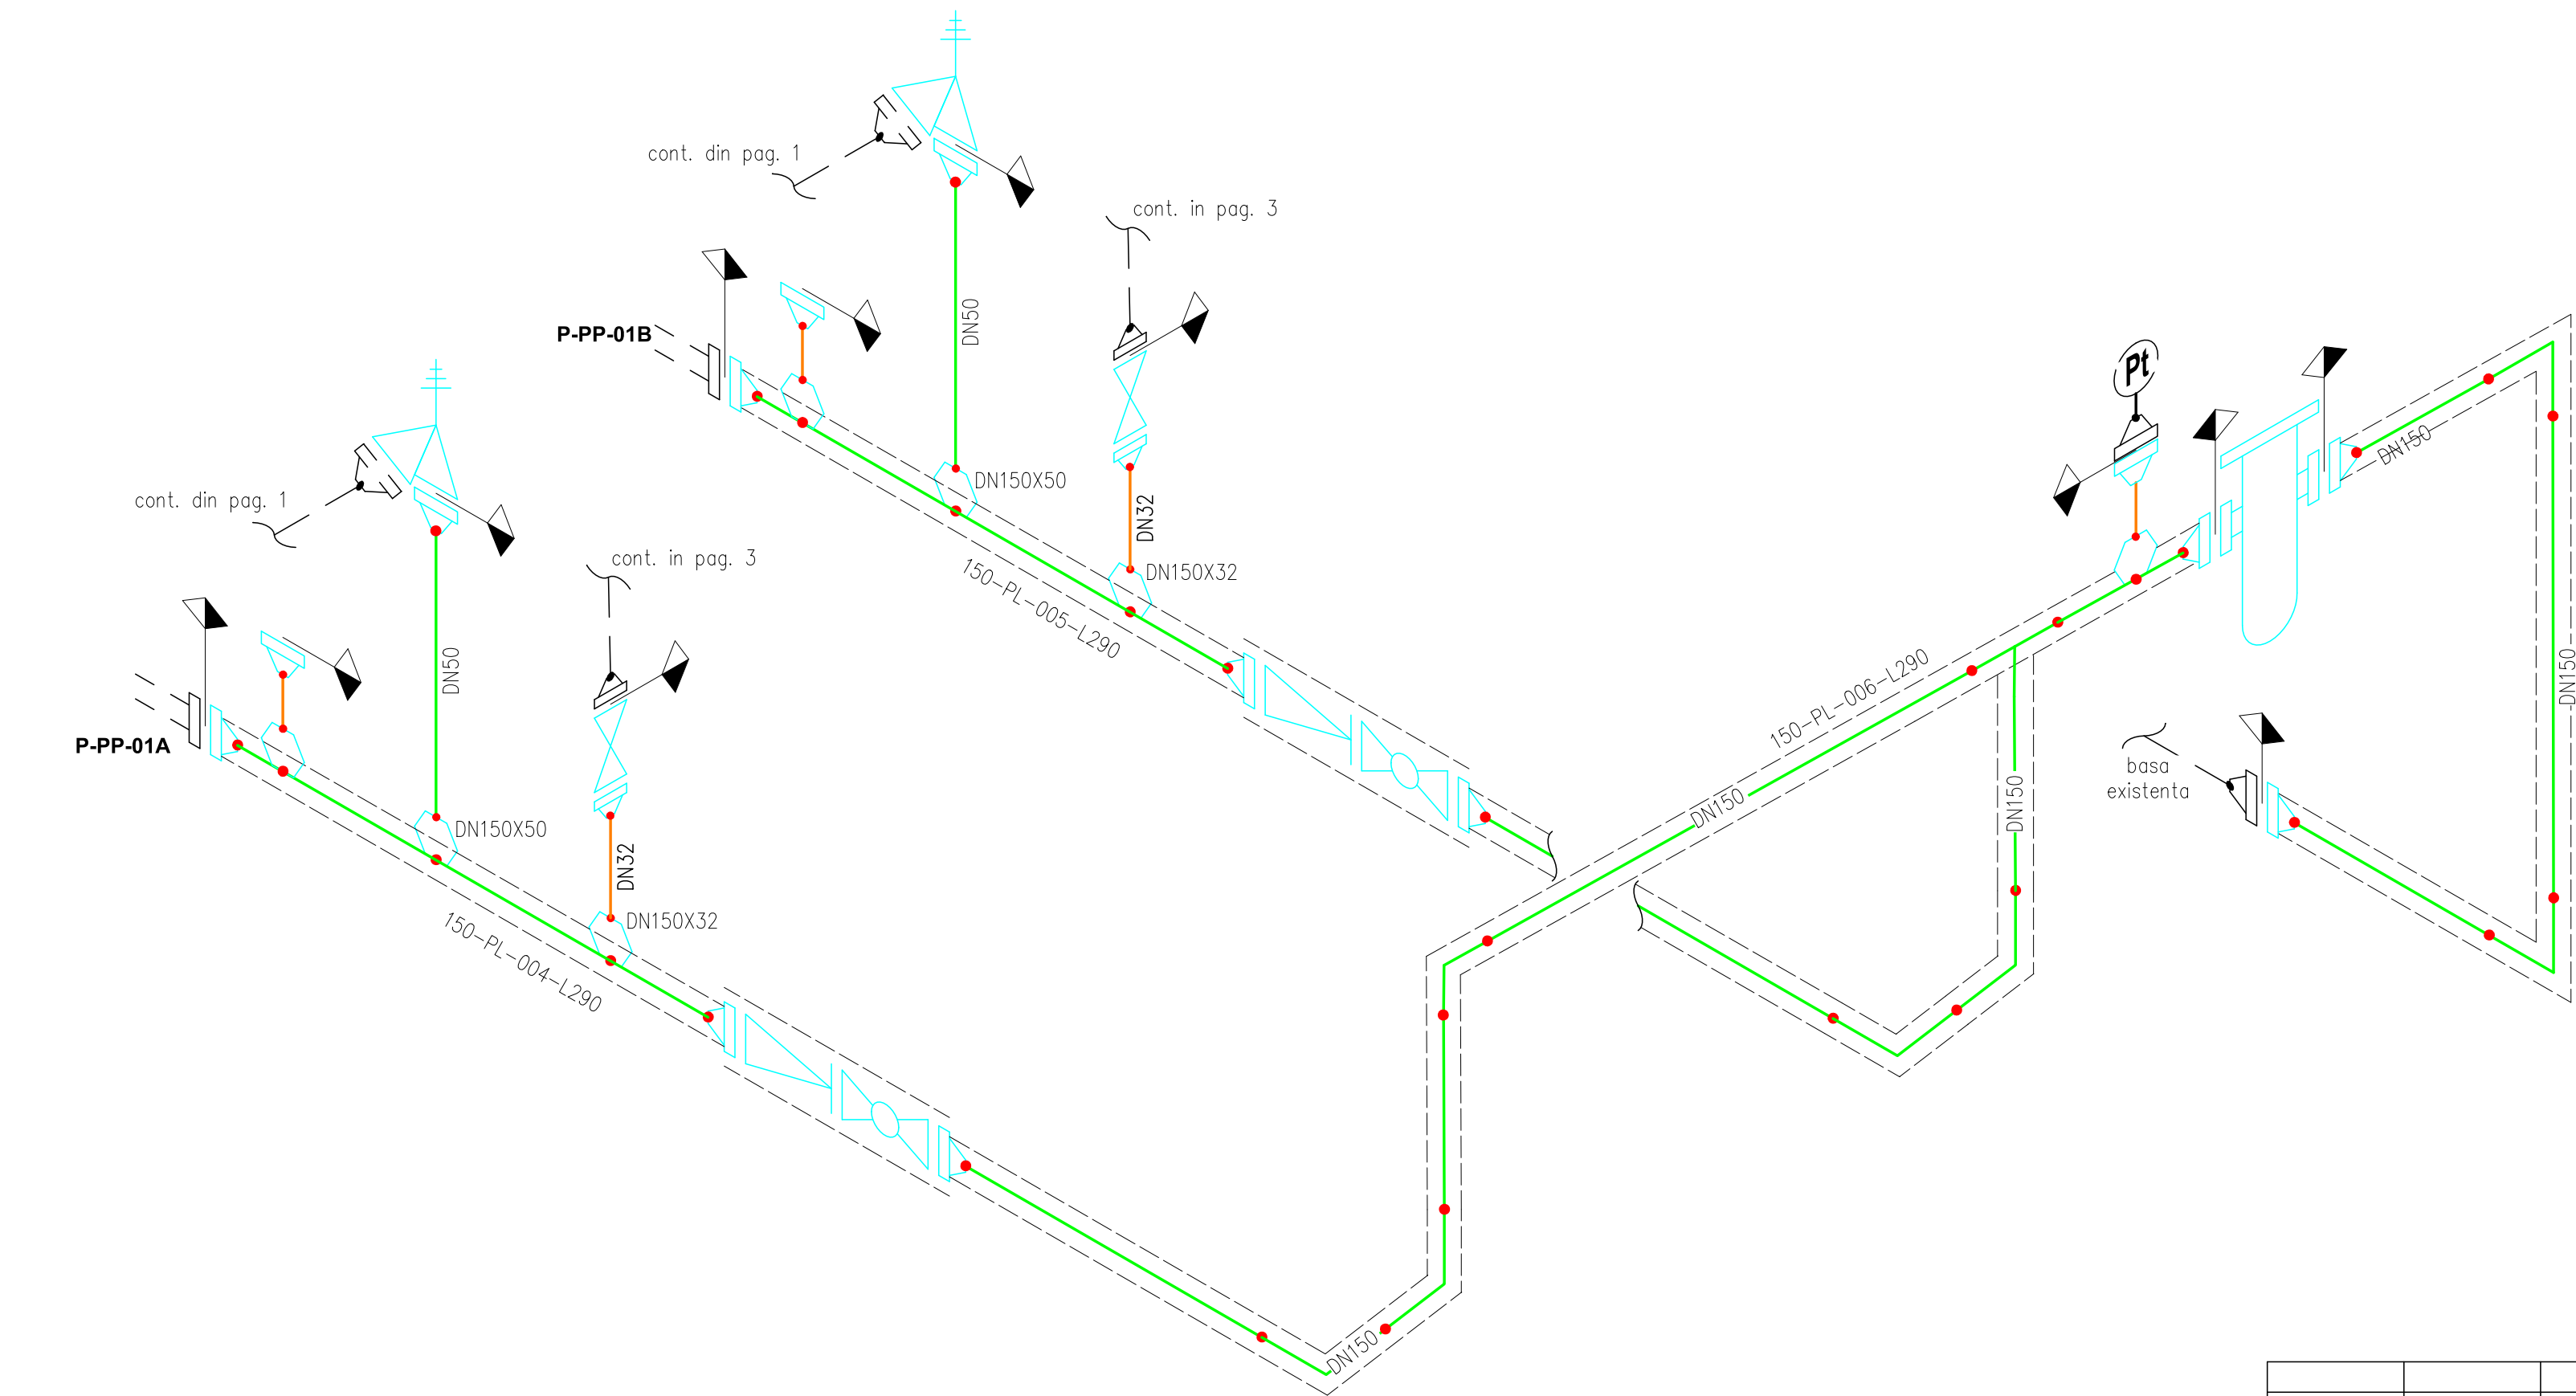 cont. din pag. 1
cont. in pag. 3
P-PP-01B
DN50
DN150X50
DN32
DN150X32
150-PL-005-L290
Pt
DN150
DN150
cont. din pag. 1
cont. in pag. 3
P-PP-01A
DN50
DN150X50
DN32
DN150X32
150-PL-004-L290
150-PL-006-L290
DN150
DN150
basa
existenta
DN150